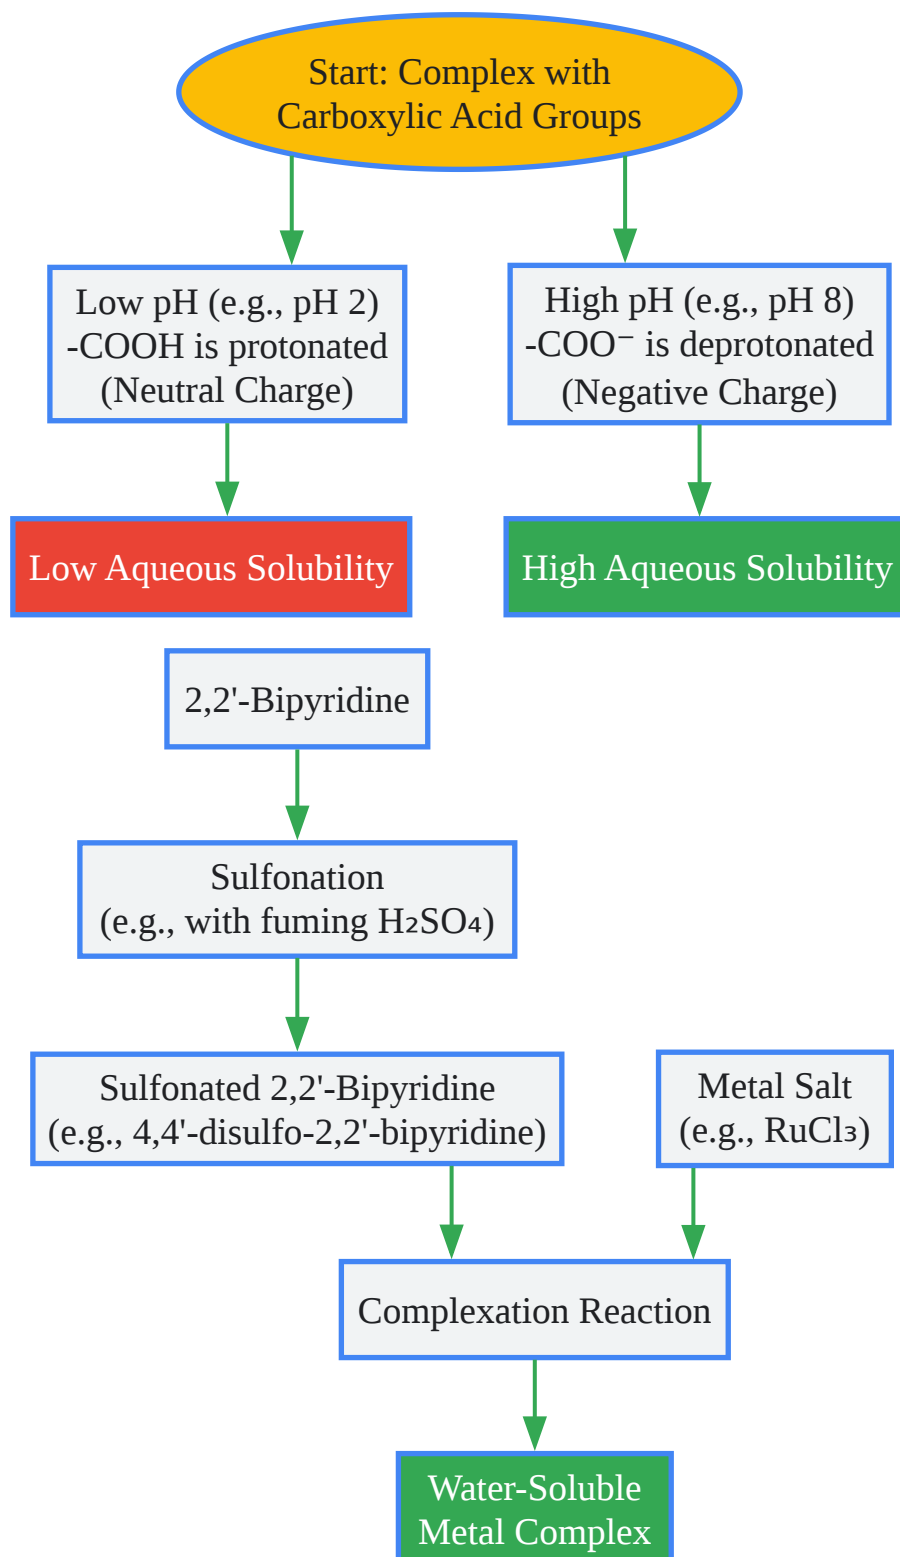 Start: Complex with
Carboxylic Acid Groups
Low pH (e.g., pH 2)
-COOH is protonated
(Neutral Charge)
High pH (e.g., pH 8)
-COO⁻ is deprotonated
(Negative Charge)
Low Aqueous Solubility
High Aqueous Solubility
2,2'-Bipyridine
Sulfonation
(e.g., with fuming H₂SO₄)
Sulfonated 2,2'-Bipyridine
(e.g., 4,4'-disulfo-2,2'-bipyridine)
Metal Salt
(e.g., RuCl₃)
Complexation Reaction
Water-Soluble
Metal Complex